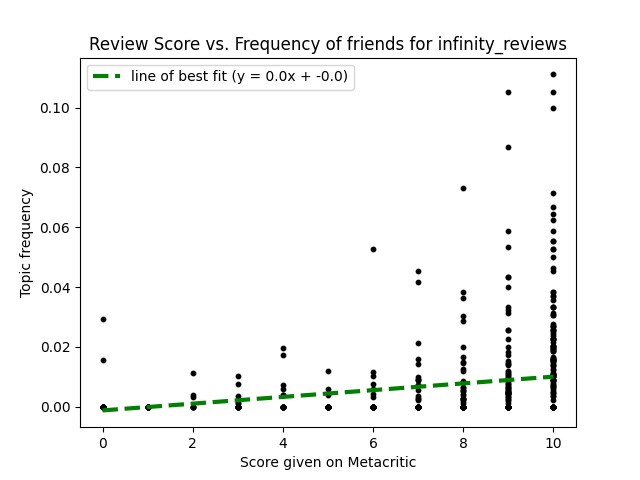 Review Score vs. Frequency of friends for infinity_reviews
line of best fit (y = 0.0x + -0.0)
0.10
0.08
0.06
0.04
0.02
0.00
Topic frequency
0 2 4 6 8 10
Score given on Metacritic